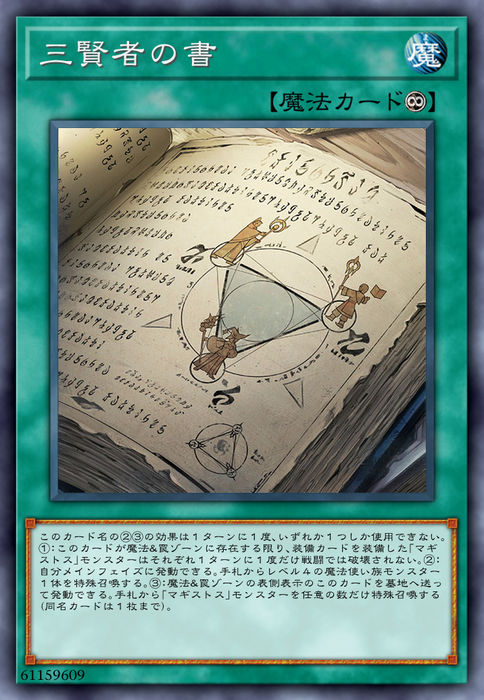 三賢者の書
魔
【魔法カード】
このカード名の②③の効果は１ターンに１度、いずれか１つしか使用できない。
①：このカードが魔法&罠ゾーンに存在する限り、装備カードを装備した「マギ
ストス」モンスターはそれぞれ１ターンに１度だけ戦闘では破壊されない。②：
自分メインフェイズに発動できる。手札からレベル４の魔法使い族モンスター
１体を特殊召喚する。③：魔法&罠ゾーンの表側表示のこのカードを墓地へ送っ
て発動できる。手札から「マギストス」モンスターを任意の数だけ特殊召喚する
（同名カードは１枚まで）。
61159609